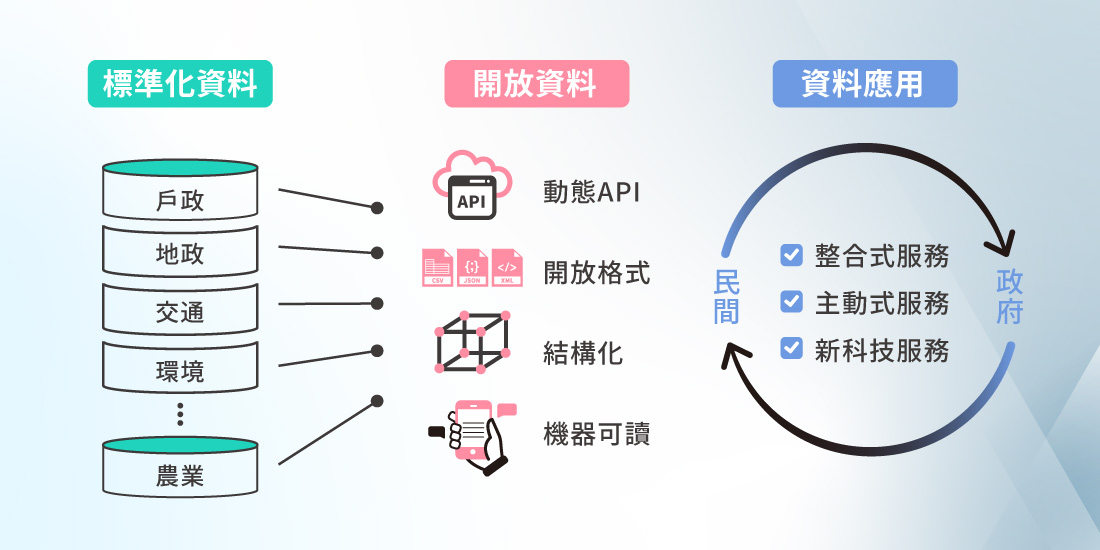 標準化資料
戶政
地政
交通
環境
農業
開放資料
API
動態API
CSV
{;}
JSON
</>
XML
開放格式
結構化
機器可讀
資料應用
民間
整合式服務
主動式服務
新科技服務
政府